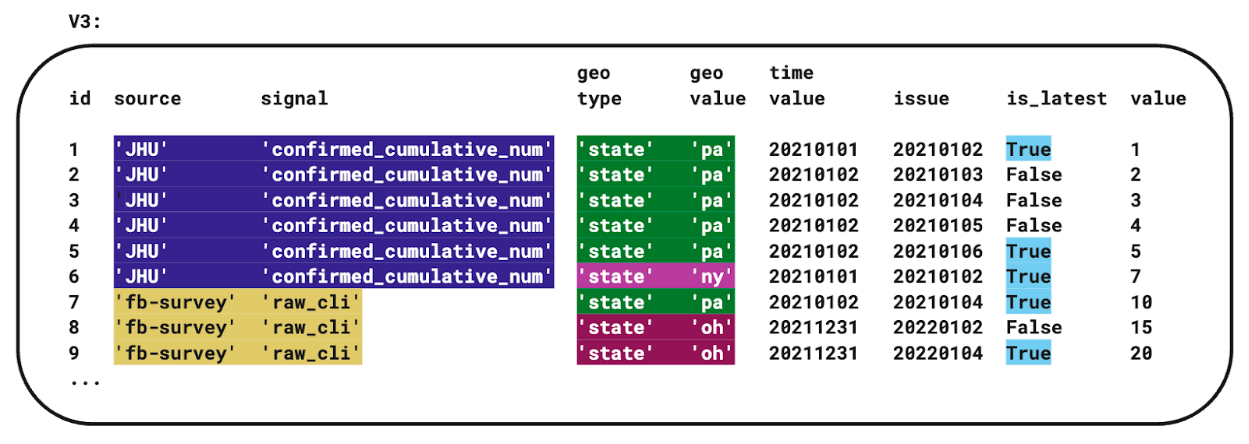 V3:
geo geo time
id source signal type value value issue is_latest value
1 'JHU' 'confirmed_cumulative_num' 'state' 'pa' 20210101 20210102 True 1
2 'JHU' 'confirmed_cumulative_num' 'state' 'pa' 20210102 20210103 False 2
3 'JHU' 'confirmed_cumulative_num' 'state' 'pa' 20210102 20210104 False 3
4 'JHU' 'confirmed_cumulative_num' 'state' 'pa' 20210102 20210105 False 4
5 'JHU' 'confirmed_cumulative_num' 'state' 'pa' 20210102 20210106 True 5
6 'JHU' 'confirmed_cumulative_num' 'state' 'ny' 20210101 20210102 True 7
7 'fb-survey' 'raw_cli' 'state' 'pa' 20210102 20210104 True 10
8 'fb-survey' 'raw_cli' 'state' 'oh' 20211231 20220102 False 15
9 'fb-survey' 'raw_cli' 'state' 'oh' 20211231 20220104 True 20
...